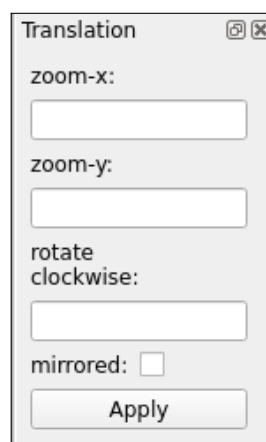 Translation
zoom-x:
zoom-y:
rotate
clockwise:
mirrored:
Apply